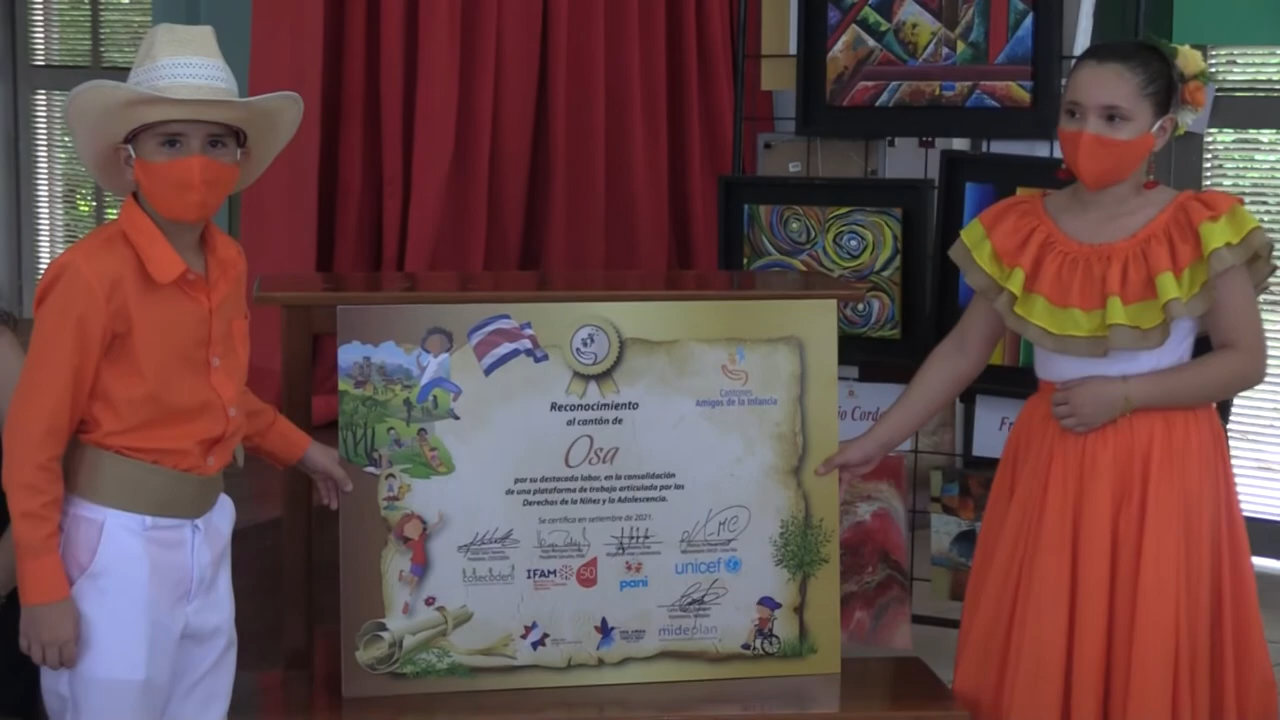 Cantones
Amigos de la Infancia
Reconocimiento
al cantón de
Osa
por su destacada labor, en la consolidación
de una plataforma de trabajo articulada por los
Derechos de la Niñez y la Adolescencia.
Se certifica en setiembre de 2021.
IFAM 50
pani
unicef
mideplan